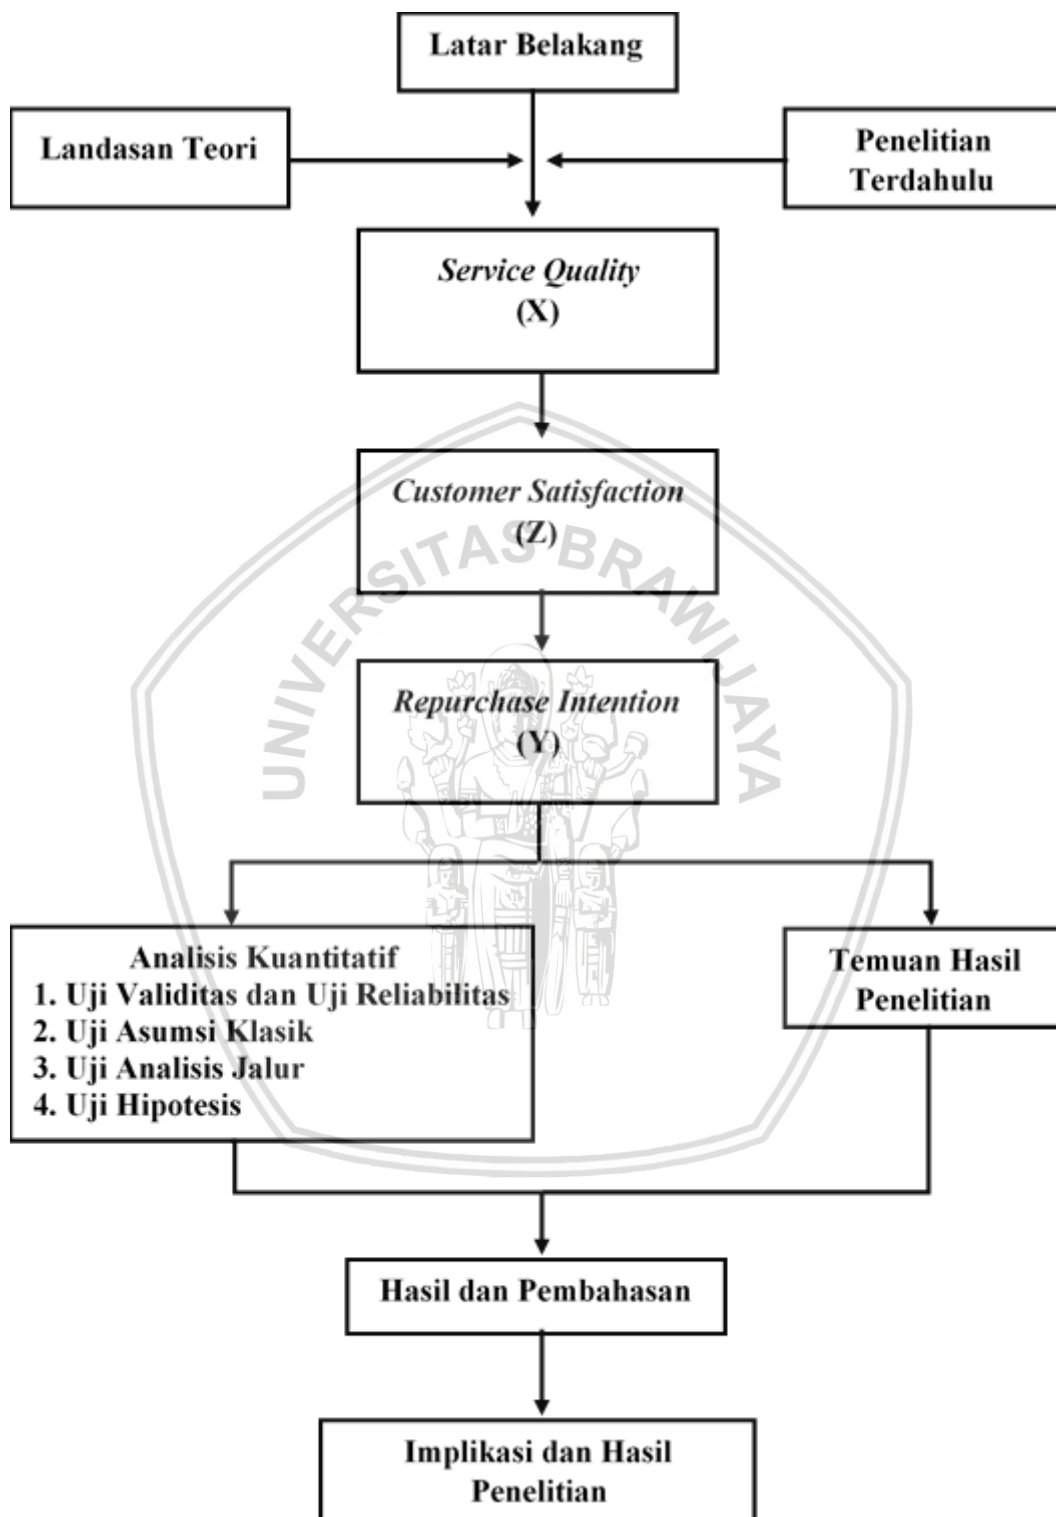 Latar Belakang
Landasan Teori
Penelitian
Terdahulu
Service Quality
(X)
Customer Satisfaction
(Z)
UNIVERSITAS BRAWIJAYA
Repurchase Intention
(Y)
Analisis Kuantitatif
1. Uji Validitas dan Uji Reliabilitas
2. Uji Asumsi Klasik
3. Uji Analisis Jalur
4. Uji Hipotesis
Temuan Hasil
Penelitian
Hasil dan Pembahasan
Implikasi dan Hasil
Penelitian